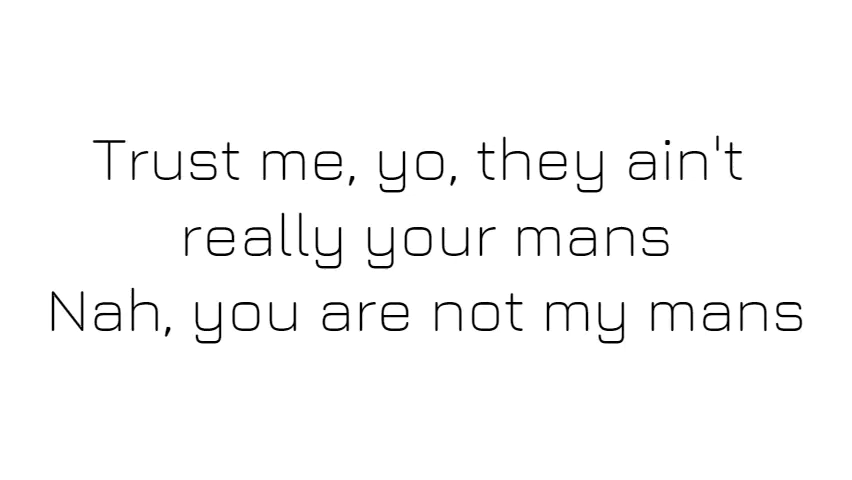 Trust me, yo, they ain't
really your mans
Nah, you are not my mans